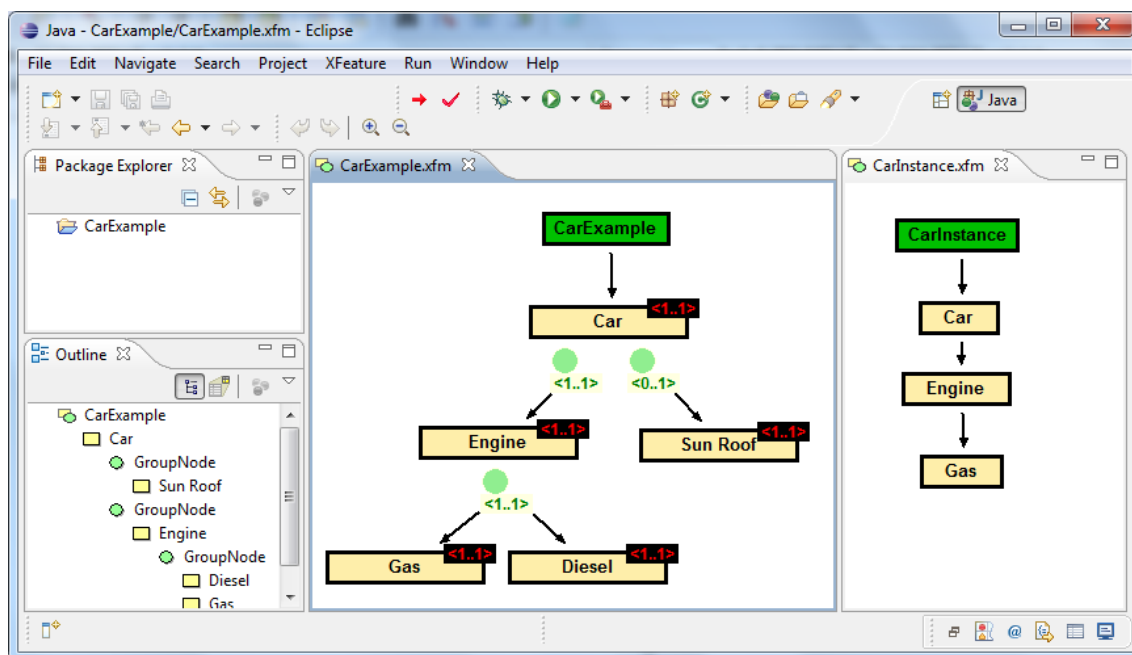 Java - CarExample/CarExample.xfm - Eclipse
File Edit Navigate Search Project XFeature Run Window Help
Java
Package Explorer
CarExample
Outline
CarExample
Car
GroupNode
Sun Roof
GroupNode
Engine
GroupNode
Diesel
Gas
CarExample.xfm
CarExample
<1..1>
Car
<1..1> <0..1>
<1..1> <1..1>
Engine Sun Roof
<1..1>
<1..1> <1..1>
Gas Diesel
CarInstance.xfm
CarInstance
Car
Engine
Gas